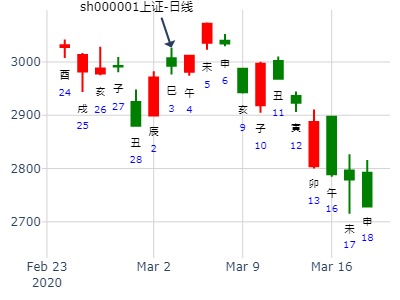 sh000001上证-日线
3000
2900
2800
2700
酉
24
戌
25
亥
26
子
27
丑
28
辰
2
巳
3
午
4
未
5
申
6
亥
9
子
10
丑
11
寅
12
卯
13
午
16
未
17
申
18
Feb 23
2020
Mar 2
Mar 9
Mar 16